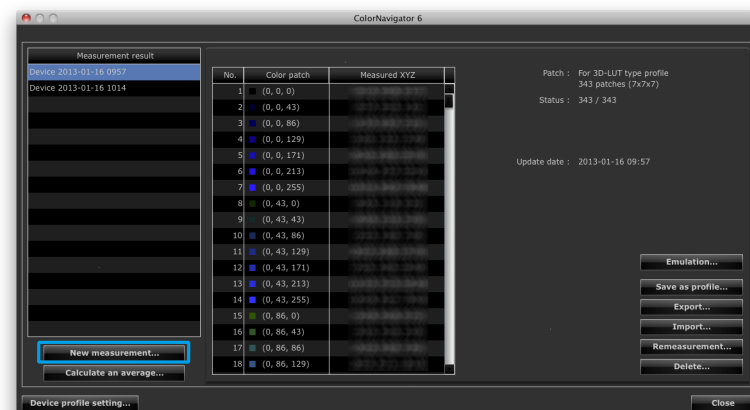 ColorNavigator 6
Measurement result
Device 2013-01-16 0957
Device 2013-01-16 1014
No. Color patch Measured XYZ
1 (0, 0, 0)
2 (0, 0, 43)
3 (0, 0, 86)
4 (0, 0, 129)
5 (0, 0, 171)
6 (0, 0, 213)
7 (0, 0, 255)
8 (0, 43, 0)
9 (0, 43, 43)
10 (0, 43, 86)
11 (0, 43, 129)
12 (0, 43, 171)
13 (0, 43, 213)
14 (0, 43, 255)
15 (0, 86, 0)
16 (0, 86, 43)
17 (0, 86, 86)
18 (0, 86, 129)
Patch : For 3D-LUT type profile
343 patches (7x7x7)
Status : 343 / 343
Update date : 2013-01-16 09:57
Emulation...
Save as profile...
Export...
Import...
Remeasurement...
Delete...
New measurement...
Calculate an average...
Device profile setting...
Close